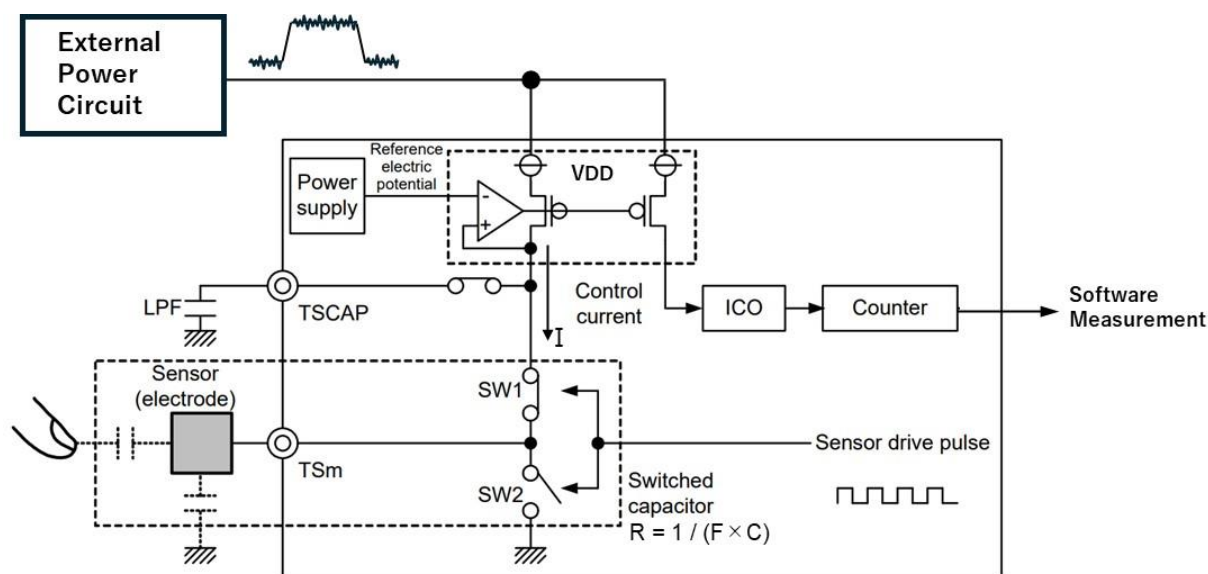 External
Power
Circuit
Reference
electric
potential
Power
supply
VDD
-
+
LPF
TSCAP
Control
current
I
ICO
Counter
Software
Measurement
Sensor
(electrode)
SW1
TSm
Sensor drive pulse
SW2
Switched
capacitor
R = 1 / (F × C)